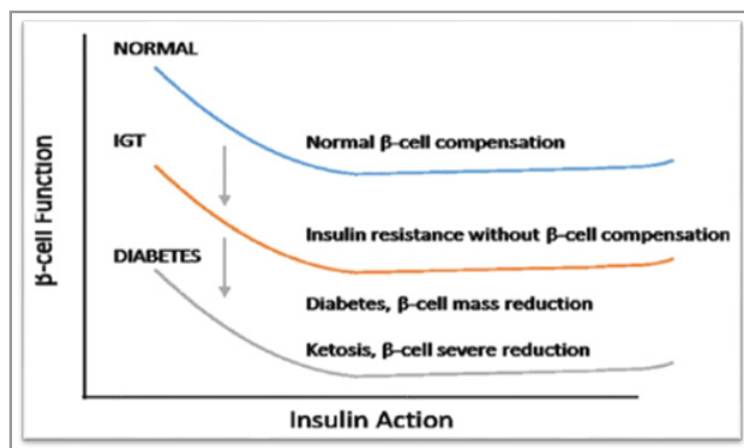 NORMAL
Normal β-cell compensation
IGT
Insulin resistance without β-cell compensation
DIABETES
Diabetes, β-cell mass reduction
Ketosis, β-cell severe reduction
β-cell Function
Insulin Action